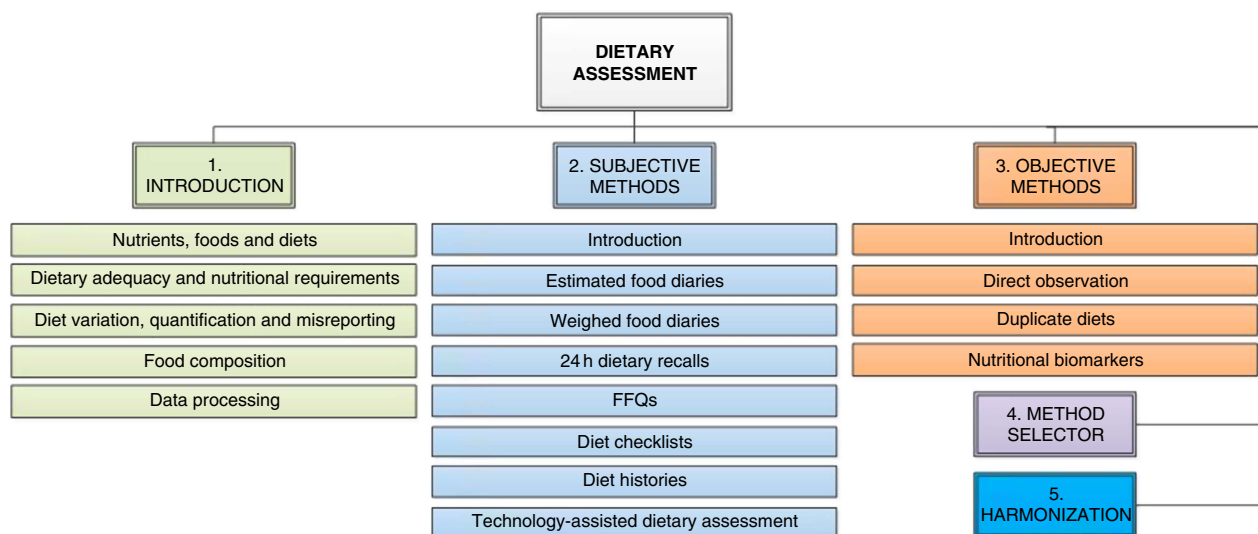 DIETARY
ASSESSMENT
1.
INTRODUCTION
Nutrients, foods and diets
Dietary adequacy and nutritional requirements
Diet variation, quantification and misreporting
Food composition
Data processing
2. SUBJECTIVE
METHODS
Introduction
Estimated food diaries
Weighed food diaries
24 h dietary recalls
FFQs
Diet checklists
Diet histories
Technology-assisted dietary assessment
3. OBJECTIVE
METHODS
Introduction
Direct observation
Duplicate diets
Nutritional biomarkers
4. METHOD
SELECTOR
5.
HARMONIZATION